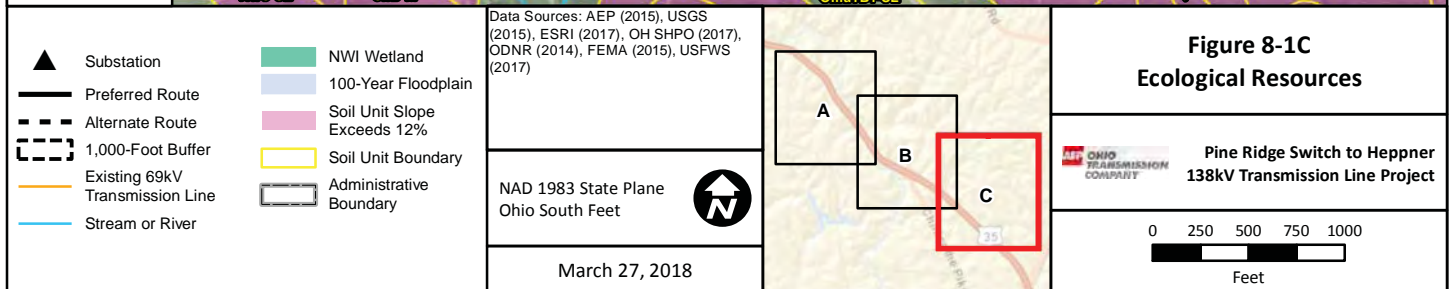 Substation
Preferred Route
Alternate Route
1,000-Foot Buffer
Existing 69kV
Transmission Line
Stream or River
NWI Wetland
100-Year Floodplain
Soil Unit Slope
Exceeds 12%
Soil Unit Boundary
Administrative
Boundary
Data Sources: AEP (2015), USGS
(2015), ESRI (2017), OH SHPO (2017),
ODNR (2014), FEMA (2015), USFWS
(2017)
NAD 1983 State Plane
Ohio South Feet
N
March 27, 2018
Rd
A
B
C
35
Figure 8-1C
Ecological Resources
AEP OHIO
TRANSMISSION
COMPANY
Pine Ridge Switch to Heppner
138kV Transmission Line Project
0 250 500 750 1000
Feet